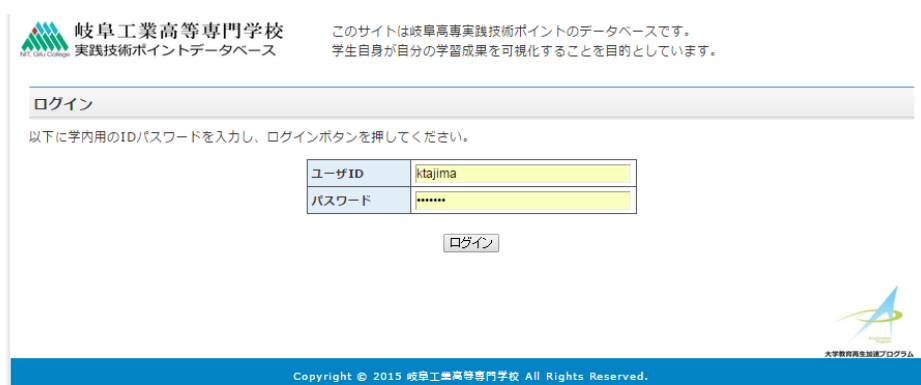 岐阜工業高等専門学校
実践技術ポイントデータベース
NIT, Gifu College
このサイトは岐阜高専実践技術ポイントのデータベースです。
学生自身が自分の学習成果を可視化することを目的としています。
ログイン
以下に学内用のIDパスワードを入力し、ログインボタンを押してください。
ユーザID
ktajima
パスワード
•••••••
ログイン
大学教育再生加速プログラム
Copyright © 2015 岐阜工業高等専門学校 All Rights Reserved.